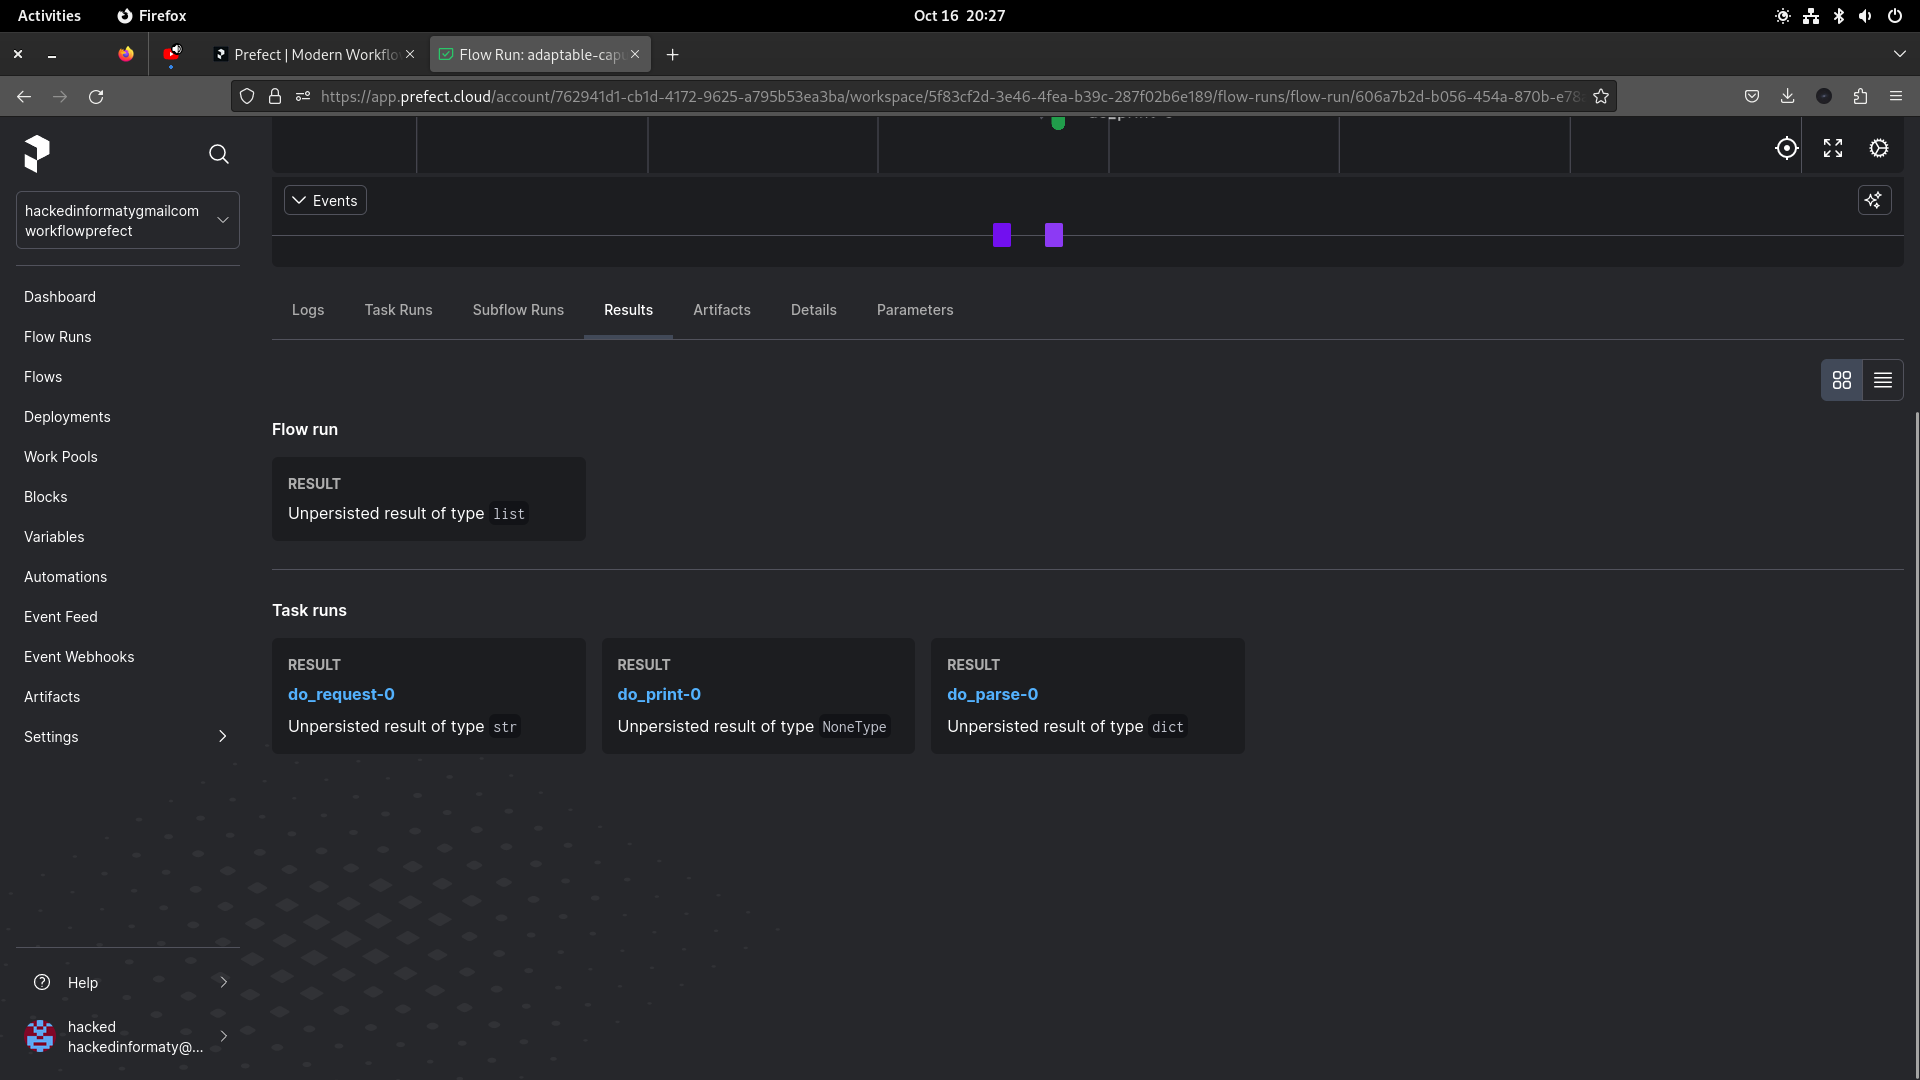 Activities
Firefox
Oct 16 20:27
Prefect | Modern Workflo
Flow Run: adaptable-capu
https://app.prefect.cloud/account/762941d1-cb1d-4172-9625-a795b53ea3ba/workspace/5f83cf2d-3e46-4fea-b39c-287f02b6e189/flow-runs/flow-run/606a7b2d-b056-454a-870b-e78
hackedinformatygmailcom
workflowprefect
Dashboard
Flow Runs
Flows
Deployments
Work Pools
Blocks
Variables
Automations
Event Feed
Event Webhooks
Artifacts
Settings
Help
hacked
hackedinformaty@...
Events
Logs
Task Runs
Subflow Runs
Results
Artifacts
Details
Parameters
Flow run
RESULT
Unpersisted result of type list
Task runs
RESULT
do_request-0
Unpersisted result of type str
RESULT
do_print-0
Unpersisted result of type NoneType
RESULT
do_parse-0
Unpersisted result of type dict